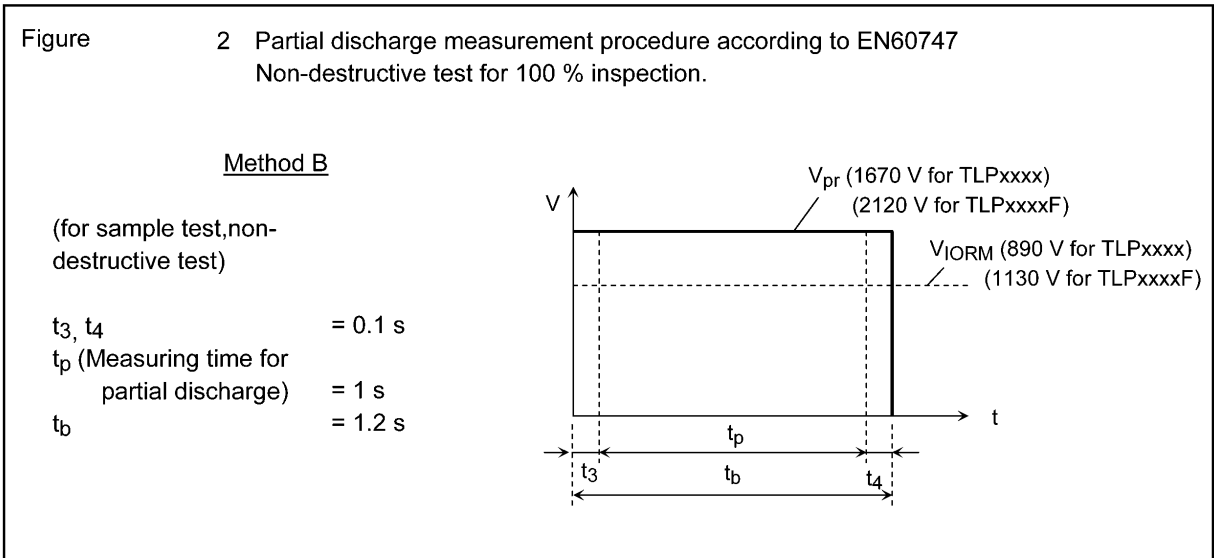 Figure 2 Partial discharge measurement procedure according to EN60747
Non-destructive test for 100 % inspection.
Method B
(for sample test,non-
destructive test)
t3, t4 = 0.1 s
tp (Measuring time for
partial discharge) = 1 s
tb = 1.2 s
V
Vpr (1670 V for TLPxxxx)
(2120 V for TLPxxxxF)
VIORM (890 V for TLPxxxx)
(1130 V for TLPxxxxF)
t
tp
t3 tb t4